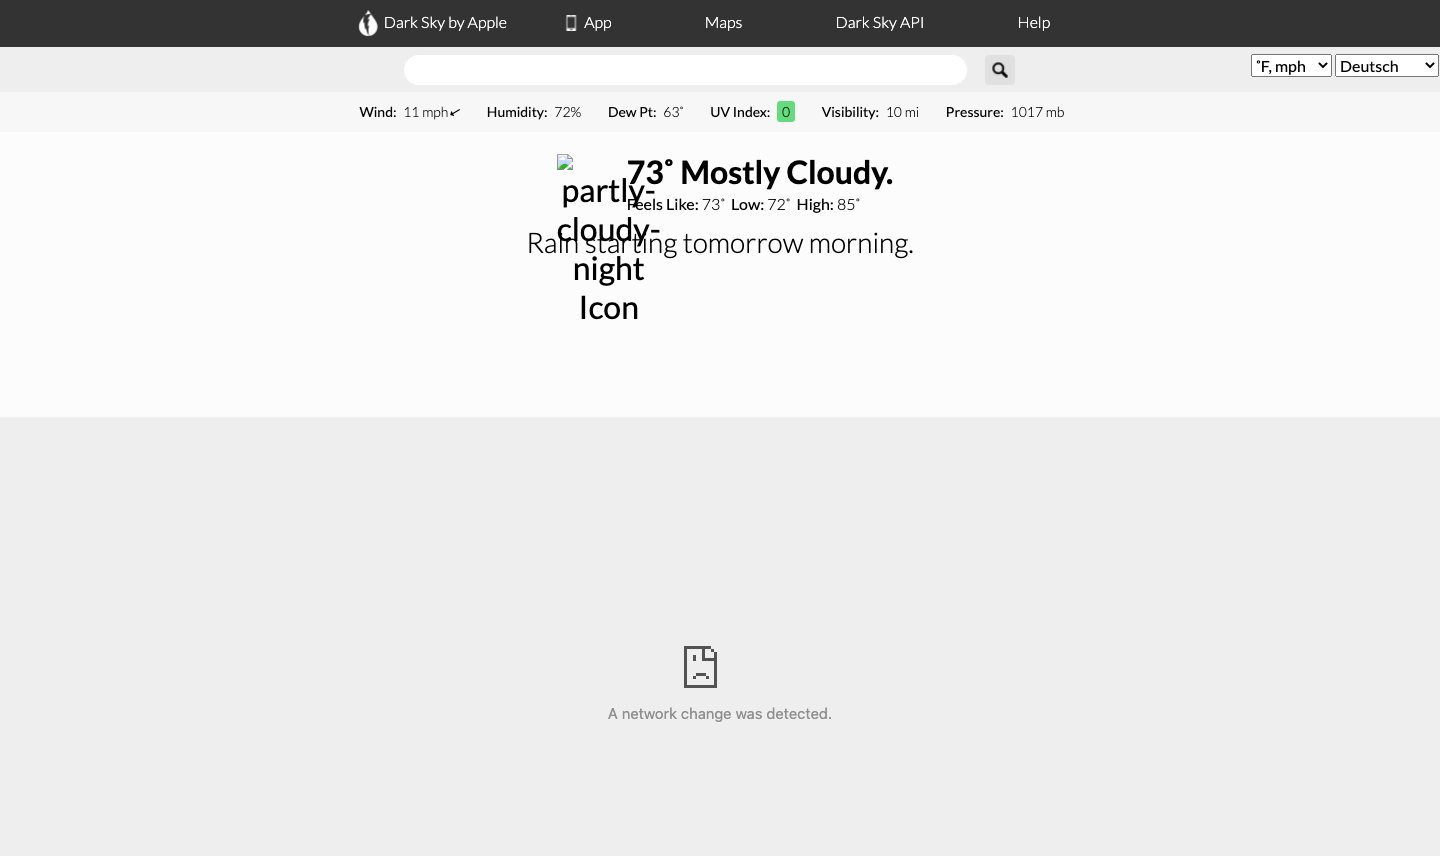 Dark Sky by Apple App Maps Dark Sky API Help
˚F, mph Deutsch
Wind: 11 mph Humidity: 72% Dew Pt: 63˚ UV Index: 0 Visibility: 10 mi Pressure: 1017 mb
73˚ Mostly Cloudy.
Feels Like: 73˚ Low: 72˚ High: 85˚
partly-
cloudy-
night
Icon
Rain starting tomorrow morning.
A network change was detected.